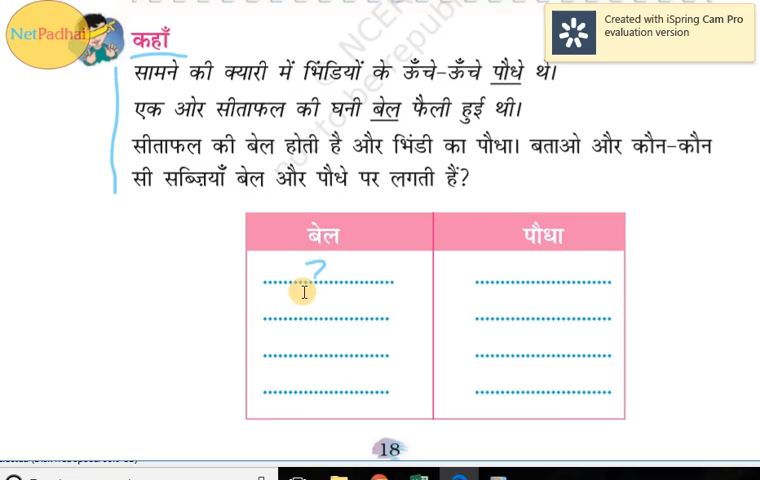 NetPadhai
Created with iSpring Cam Pro
evaluation version
कहाँ
सामने की क्यारी में भिंडियों के ऊँचे-ऊँचे पौधे थे।
एक ओर सीताफल की घनी बेल फैली हुई थी।
सीताफल की बेल होती है और भिंडी का पौधा। बताओ और कौन-कौन
सी सब्ज़ियाँ बेल और पौधे पर लगती हैं?
बेल पौधा
?
18